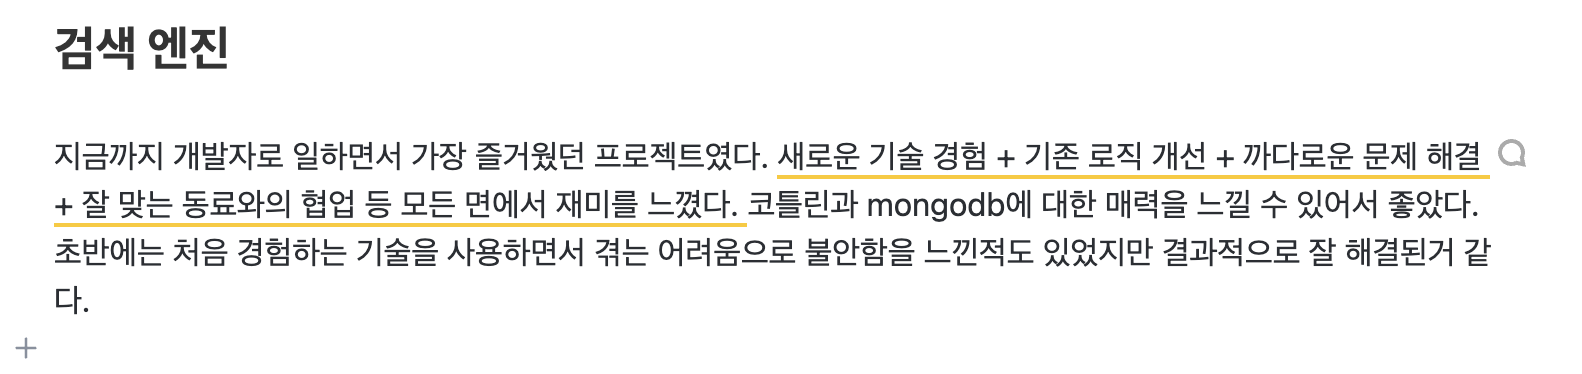 검색 엔진
지금까지 개발자로 일하면서 가장 즐거웠던 프로젝트였다. 새로운 기술 경험 + 기존 로직 개선 + 까다로운 문제 해결
+ 잘 맞는 동료와의 협업 등 모든 면에서 재미를 느꼈다. 코틀린과 mongodb에 대한 매력을 느낄 수 있어서 좋았다.
초반에는 처음 경험하는 기술을 사용하면서 겪는 어려움으로 불안함을 느낀적도 있었지만 결과적으로 잘 해결된거 같
다.